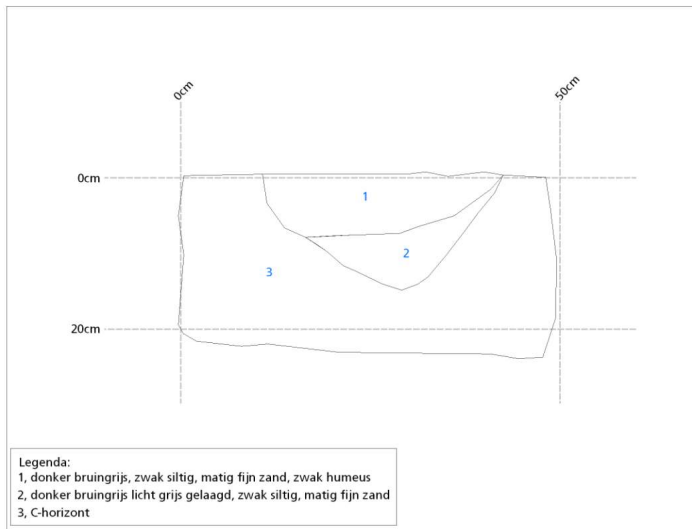 0cm
50cm
0cm
1
2
3
20cm
Legenda:
1, donker bruingrijs, zwak siltig, matig fijn zand, zwak humeus
2, donker bruingrijs licht grijs gelaagd, zwak siltig, matig fijn zand
3, C-horizont